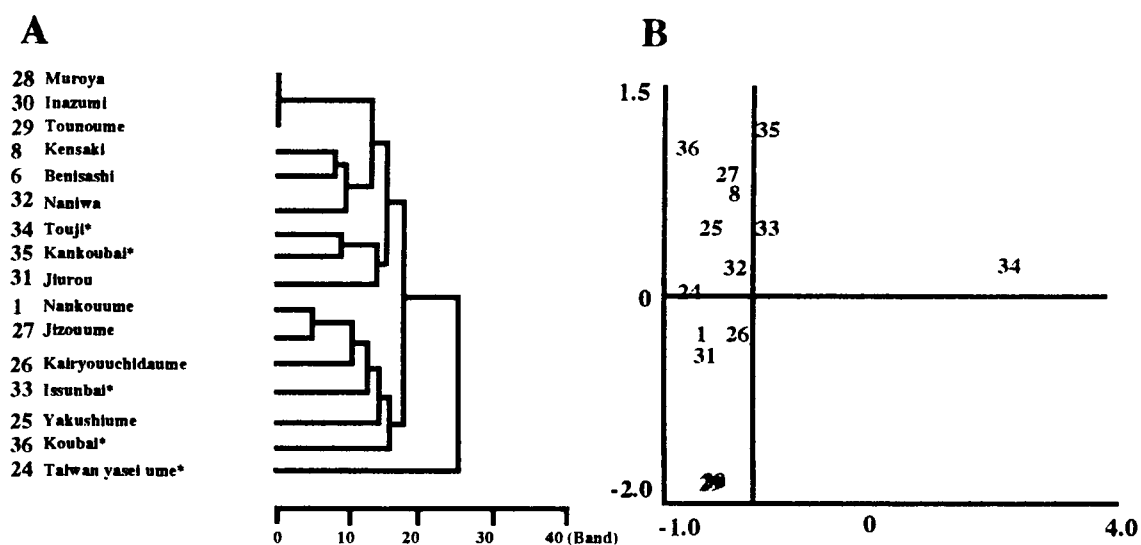 A
28 Muroya
30 Inazumi
29 Tounoume
8 Kensaki
6 Benisashi
32 Naniwa
34 Touji*
35 Kankoubai*
31 Jiurou
1 Nankouume
27 Jizouume
26 Kairyouuchidaume
33 Issunbai*
25 Yakushiume
36 Koubai*
24 Taiwan yasei ume*
0 10 20 30 40 (Band)
B
1.5
35
36
27
8
25 33
32 34
24
0
1 26
31
-2.0
-1.0 0 4.0